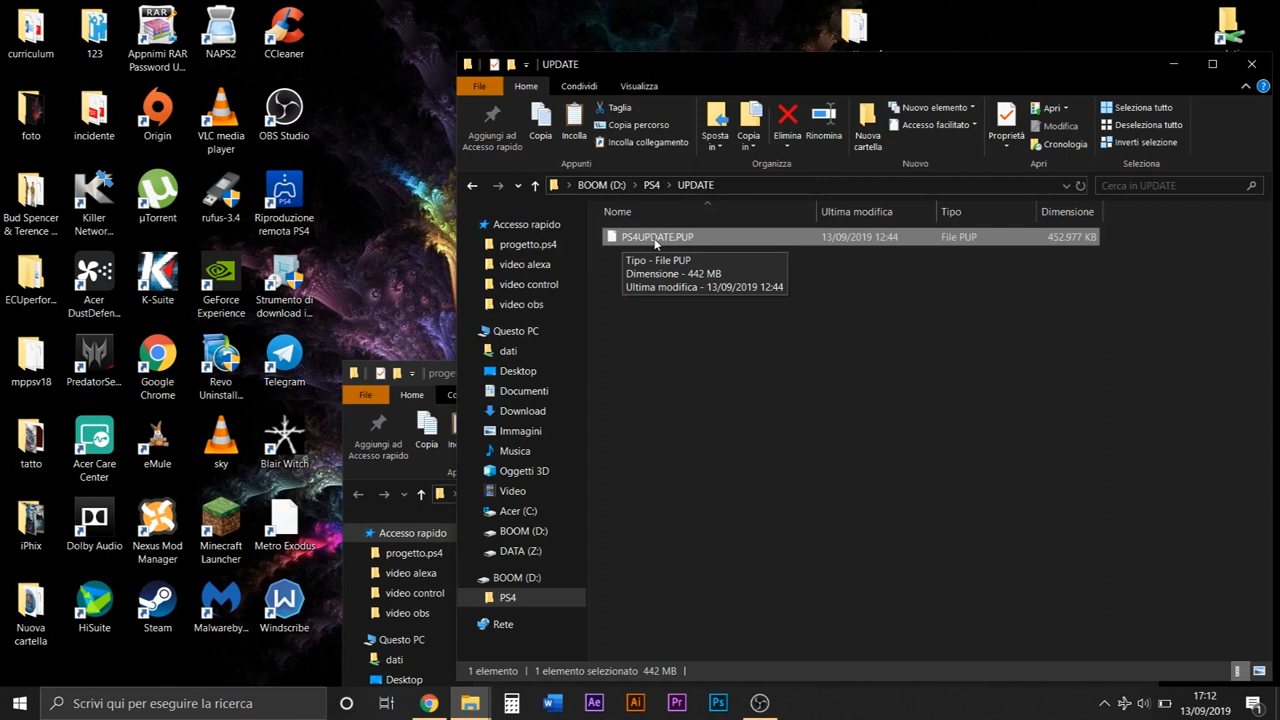 curriculum
123
Appnimi RAR
Password U...
NAPS2
CCleaner
foto
incidente
Origin
VLC media
player
OBS Studio
Bud Spencer
& Terence ...
Killer
Networ...
µTorrent
rufus-3.4
Riproduzione
remota PS4
ECUperfor...
Acer
DustDefen...
K-Suite
GeForce
Experience
Strumento di
download i...
mppsv18
PredatorSe...
Google
Chrome
Revo
Uninstall...
Telegram
tatto
Acer Care
Center
eMule
sky
Blair Witch
iPhix
Dolby Audio
Nexus Mod
Manager
Minecraft
Launcher
Metro Exodus
Nuova
cartella
HiSuite
Steam
Malwareby...
Windscribe
proge
File
Home
Aggiungi ad
Accesso rapido
Copia
Accesso rapido
progetto.ps4
video alexa
video control
video obs
Questo PC
dati
Desktop
UPDATE
File
Home
Condividi
Visualizza
Aggiungi ad
Accesso rapido
Copia
Incolla
Taglia
Copia percorso
Incolla collegamento
Appunti
Sposta
in
Copia
in
Elimina
Rinomina
Organizza
Nuova
cartella
Nuovo elemento
Accesso facilitato
Nuovo
Proprietà
Apri
Modifica
Cronologia
Apri
Seleziona tutto
Deselezione tutto
Inverti selezione
Selezione
BOOM (D:)
PS4
UPDATE
Cerca in UPDATE
Nome
Ultima modifica
Tipo
Dimensione
PS4UPDATE.PUP
13/09/2019 12:44
File PUP
452.977 KB
Tipo - File PUP
Dimensione - 442 MB
Ultima modifica - 13/09/2019 12:44
Accesso rapido
progetto.ps4
video alexa
video control
video obs
Questo PC
dati
Desktop
Documenti
Download
Immagini
Musica
Oggetti 3D
Video
Acer (C:)
BOOM (D:)
DATA (Z:)
BOOM (D:)
PS4
Rete
1 elemento
1 elemento selezionato 442 MB
Scrivi qui per eseguire la ricerca
17:12
13/09/2019